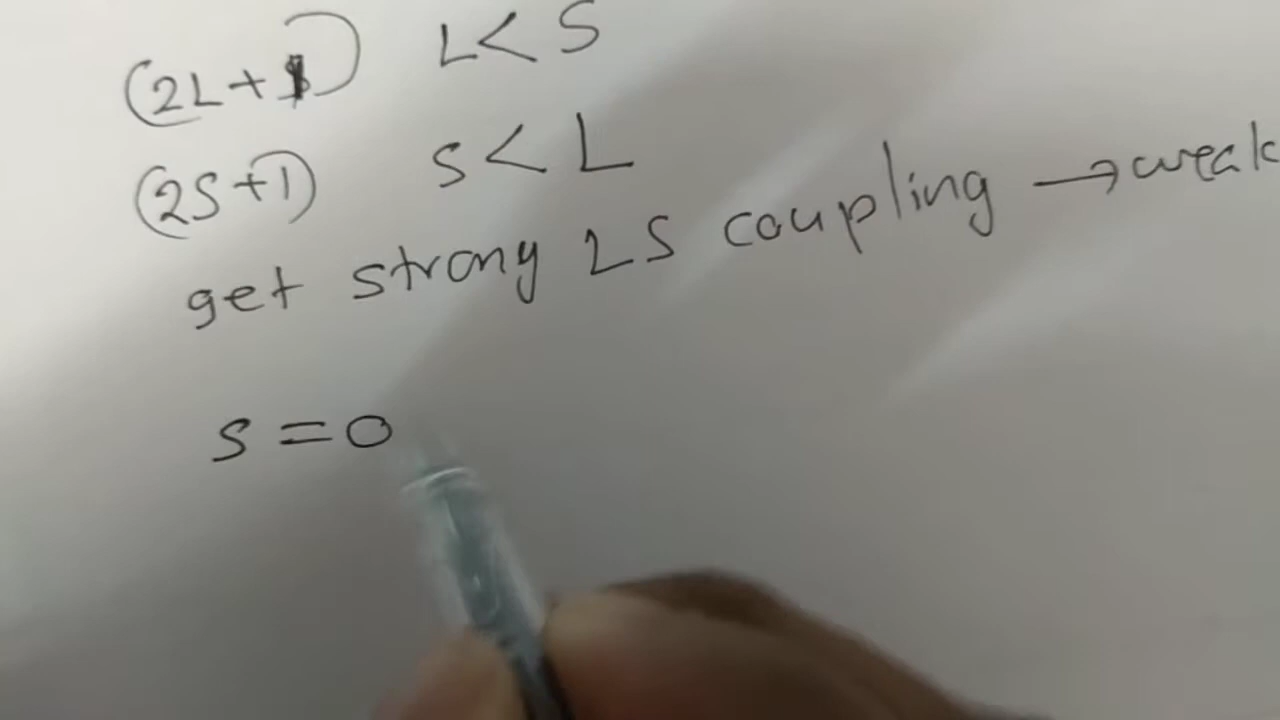 (2L+1) L<S
(2S+1) S<L
get strong LS coupling → weak
S=0